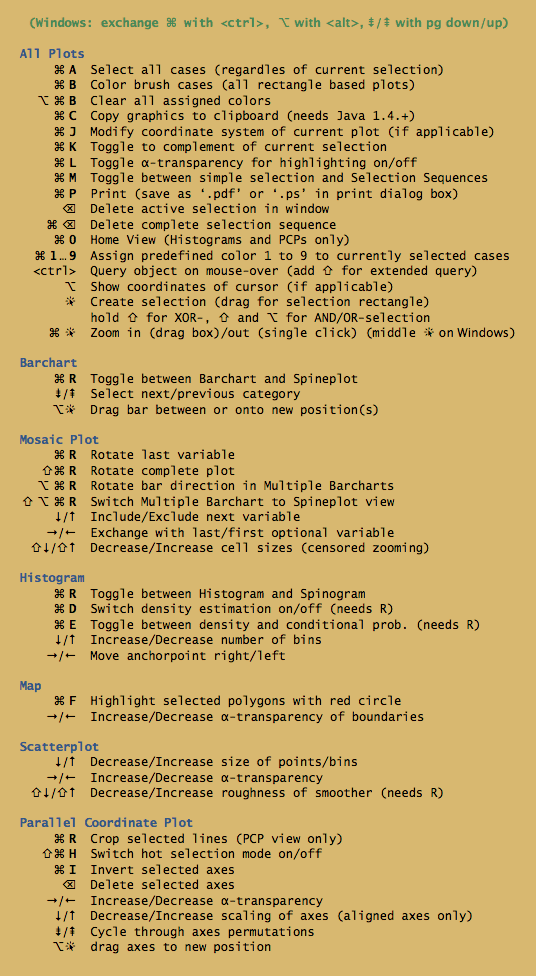 (Windows: exchange ⌘ with <ctrl>, ⌥ with <alt>, ⇟/⇞ with pg down/up)
All Plots
⌘ A Select all cases (regardles of current selection)
⌘ B Color brush cases (all rectangle based plots)
⌥ ⌘ B Clear all assigned colors
⌘ C Copy graphics to clipboard (needs Java 1.4.+)
⌘ J Modify coordinate system of current plot (if applicable)
⌘ K Toggle to complement of current selection
⌘ L Toggle α-transparency for highlighting on/off
⌘ M Toggle between simple selection and Selection Sequences
⌘ P Print (save as ‘.pdf’ or ‘.ps’ in print dialog box)
⌫ Delete active selection in window
⌘ ⌫ Delete complete selection sequence
⌘ 0 Home View (Histograms and PCPs only)
⌘ 1…9 Assign predefined color 1 to 9 to currently selected cases
<ctrl> Query object on mouse-over (add ⇧ for extended query)
⌥ Show coordinates of cursor (if applicable)
Create selection (drag for selection rectangle)
hold ⇧ for XOR-, ⇧ and ⌥ for AND/OR-selection
⌘ Zoom in (drag box)/out (single click) (middle on Windows)
Barchart
⌘ R Toggle between Barchart and Spineplot
⇟/⇞ Select next/previous category
⌥ Drag bar between or onto new position(s)
Mosaic Plot
⌘ R Rotate last variable
⇧⌘ R Rotate complete plot
⌥ ⌘ R Rotate bar direction in Multiple Barcharts
⇧ ⌥ ⌘ R Switch Multiple Barchart to Spineplot view
↓/↑ Include/Exclude next variable
→/← Exchange with last/first optional variable
⇧↓/⇧↑ Decrease/Increase cell sizes (censored zooming)
Histogram
⌘ R Toggle between Histogram and Spinogram
⌘ D Switch density estimation on/off (needs R)
⌘ E Toggle between density and conditional prob. (needs R)
↓/↑ Increase/Decrease number of bins
→/← Move anchorpoint right/left
Map
⌘ F Highlight selected polygons with red circle
→/← Increase/Decrease α-transparency of boundaries
Scatterplot
↓/↑ Decrease/Increase size of points/bins
→/← Increase/Decrease α-transparency
⇧↓/⇧↑ Decrease/Increase roughness of smoother (needs R)
Parallel Coordinate Plot
⌘ R Crop selected lines (PCP view only)
⇧⌘ H Switch hot selection mode on/off
⌘ I Invert selected axes
⌫ Delete selected axes
→/← Increase/Decrease α-transparency
↓/↑ Decrease/Increase scaling of axes (aligned axes only)
⇟/⇞ Cycle through axes permutations
⌥ drag axes to new position